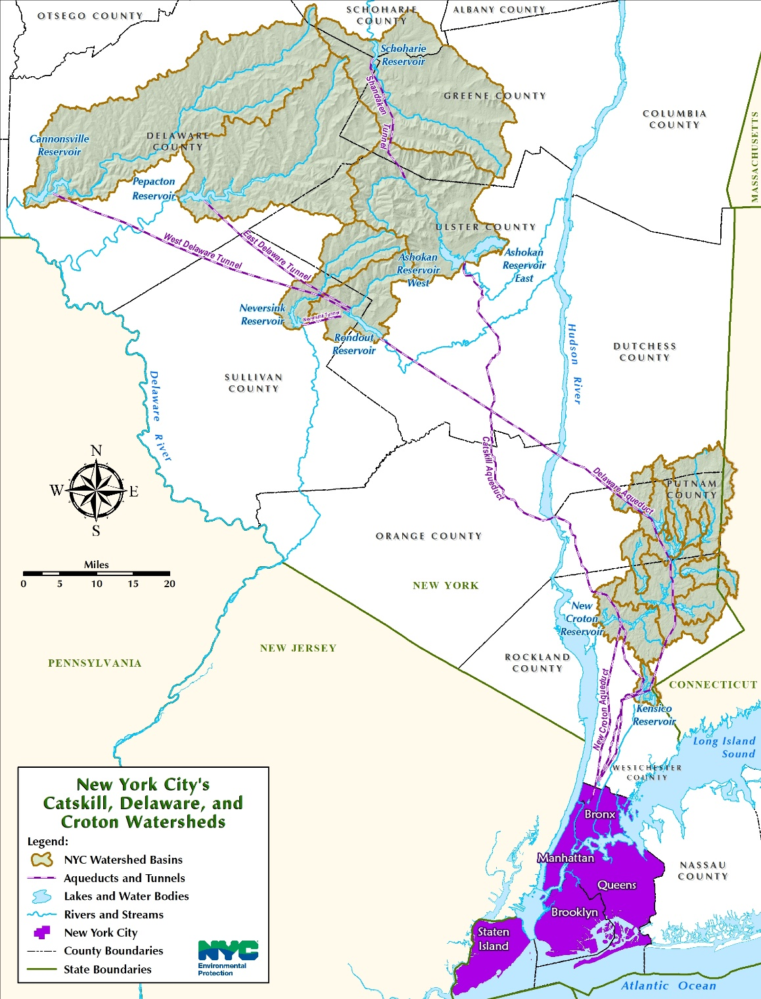 OTSEGO COUNTY
SCHOHARIE
COUNTY
ALBANY COUNTY
Schoharie
Reservoir
Shandaken Tunnel
GREENE COUNTY
COLUMBIA
COUNTY
MASSACHUSETTS
Cannonsville
Reservoir
DELAWARE
COUNTY
Pepacton
Reservoir
West Delaware Tunnel
East Delaware Tunnel
ULSTER COUNTY
Ashokan
Reservoir
West
Ashokan
Reservoir
East
Neversink
Reservoir
Neversink Tunnel
Rondout
Reservoir
Hudson River
DUTCHESS
COUNTY
SULLIVAN
COUNTY
Delaware River
Catskill Aqueduct
Delaware Aqueduct
PUTNAM
COUNTY
N
W
E
S
Miles
0 5 10 15 20
ORANGE COUNTY
NEW YORK
New
Croton
Reservoir
NEW JERSEY
PENNSYLVANIA
ROCKLAND
COUNTY
New Croton Aqueduct
CONNECTICUT
Kensico
Reservoir
Long Island
Sound
WESTCHESTER
COUNTY
Bronx
Manhattan
Queens
Brooklyn
Staten
Island
NASSAU
COUNTY
Atlantic Ocean
New York City's
Catskill, Delaware, and
Croton Watersheds
Legend:
NYC Watershed Basins
Aqueducts and Tunnels
Lakes and Water Bodies
Rivers and Streams
New York City
County Boundaries
State Boundaries
NYC
Environmental
Protection